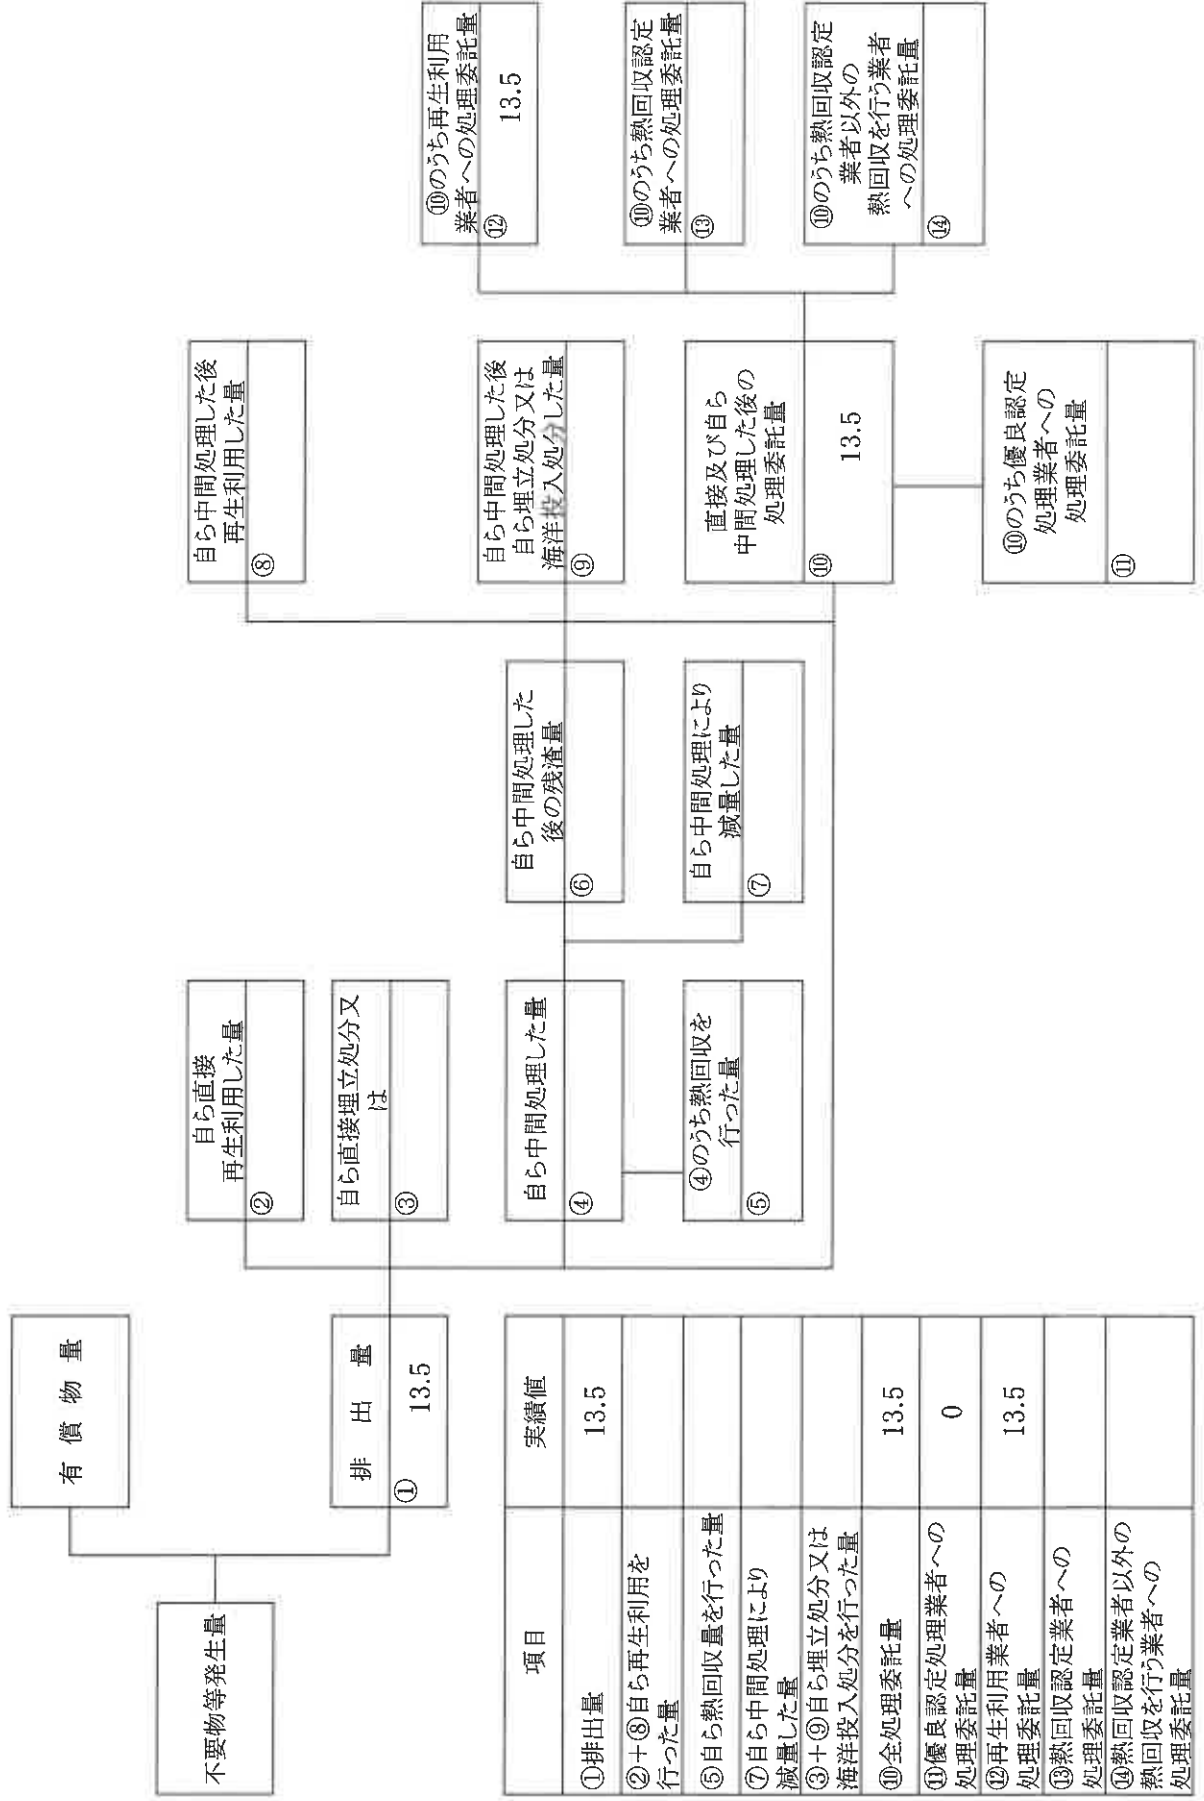 不要物等発生量
有償物量
排出量
①
13.5
自ら直接
再生利用した量
②
自ら直接埋立処分又
は
③
自ら中間処理した量
④
④のうち熱回収を
行った量
⑤
自ら中間処理した
後の残渣量
⑥
自ら中間処理により
減量した量
⑦
自ら中間処理した後
再生利用した量
⑧
自ら中間処理した後
自ら埋立処分又は
海洋投入処分した量
⑨
直接及び自ら
中間処理した後の
処理委託量
⑩
13.5
⑩のうち優良認定
処理業者への
処理委託量
⑪
⑩のうち再生利用
業者への処理委託量
⑫
13.5
⑩のうち熱回収認定
業者への処理委託量
⑬
⑩のうち熱回収認定
業者以外の
熱回収を行う業者
への処理委託量
⑭
項目 実績値
①排出量 13.5
②+⑧自ら再生利用を
行った量
⑤自ら熱回収量を行った量
⑦自ら中間処理により
減量した量
③+⑨自ら埋立処分又は
海洋投入処分を行った量
⑩全処理委託量 13.5
⑪優良認定処理業者への
処理委託量 0
⑫再生利用業者への
処理委託量 13.5
⑬熱回収認定業者への
処理委託量
⑭熱回収認定業者以外の
熱回収を行う業者への
処理委託量